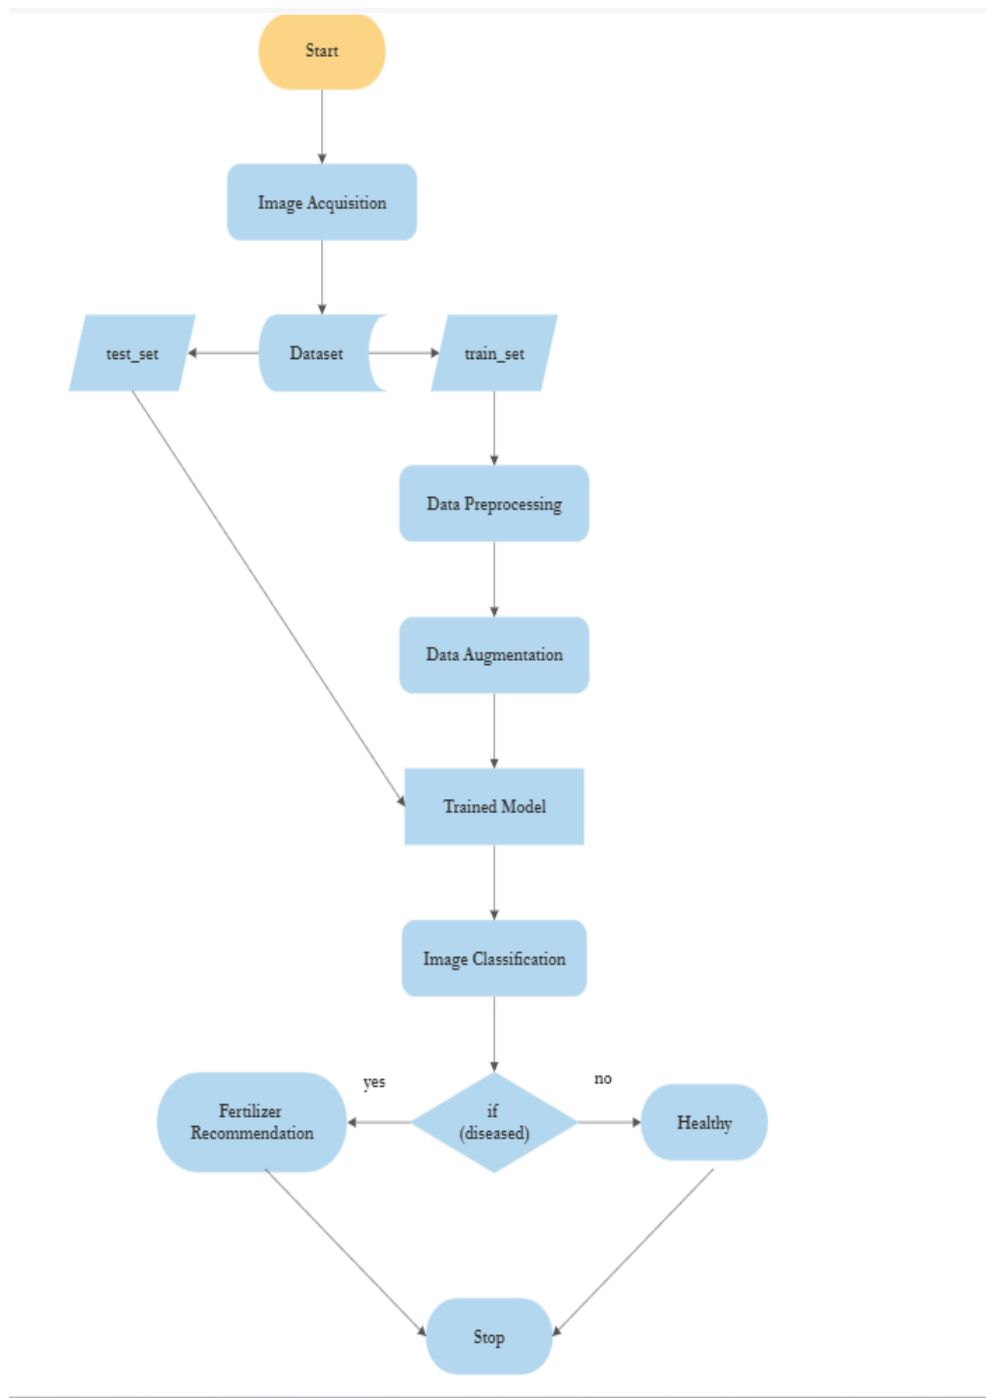 Start
Image Acquisition
test_set
Dataset
train_set
Data Preprocessing
Data Augmentation
Trained Model
Image Classification
yes
no
Fertilizer
Recommendation
if
(diseased)
Healthy
Stop